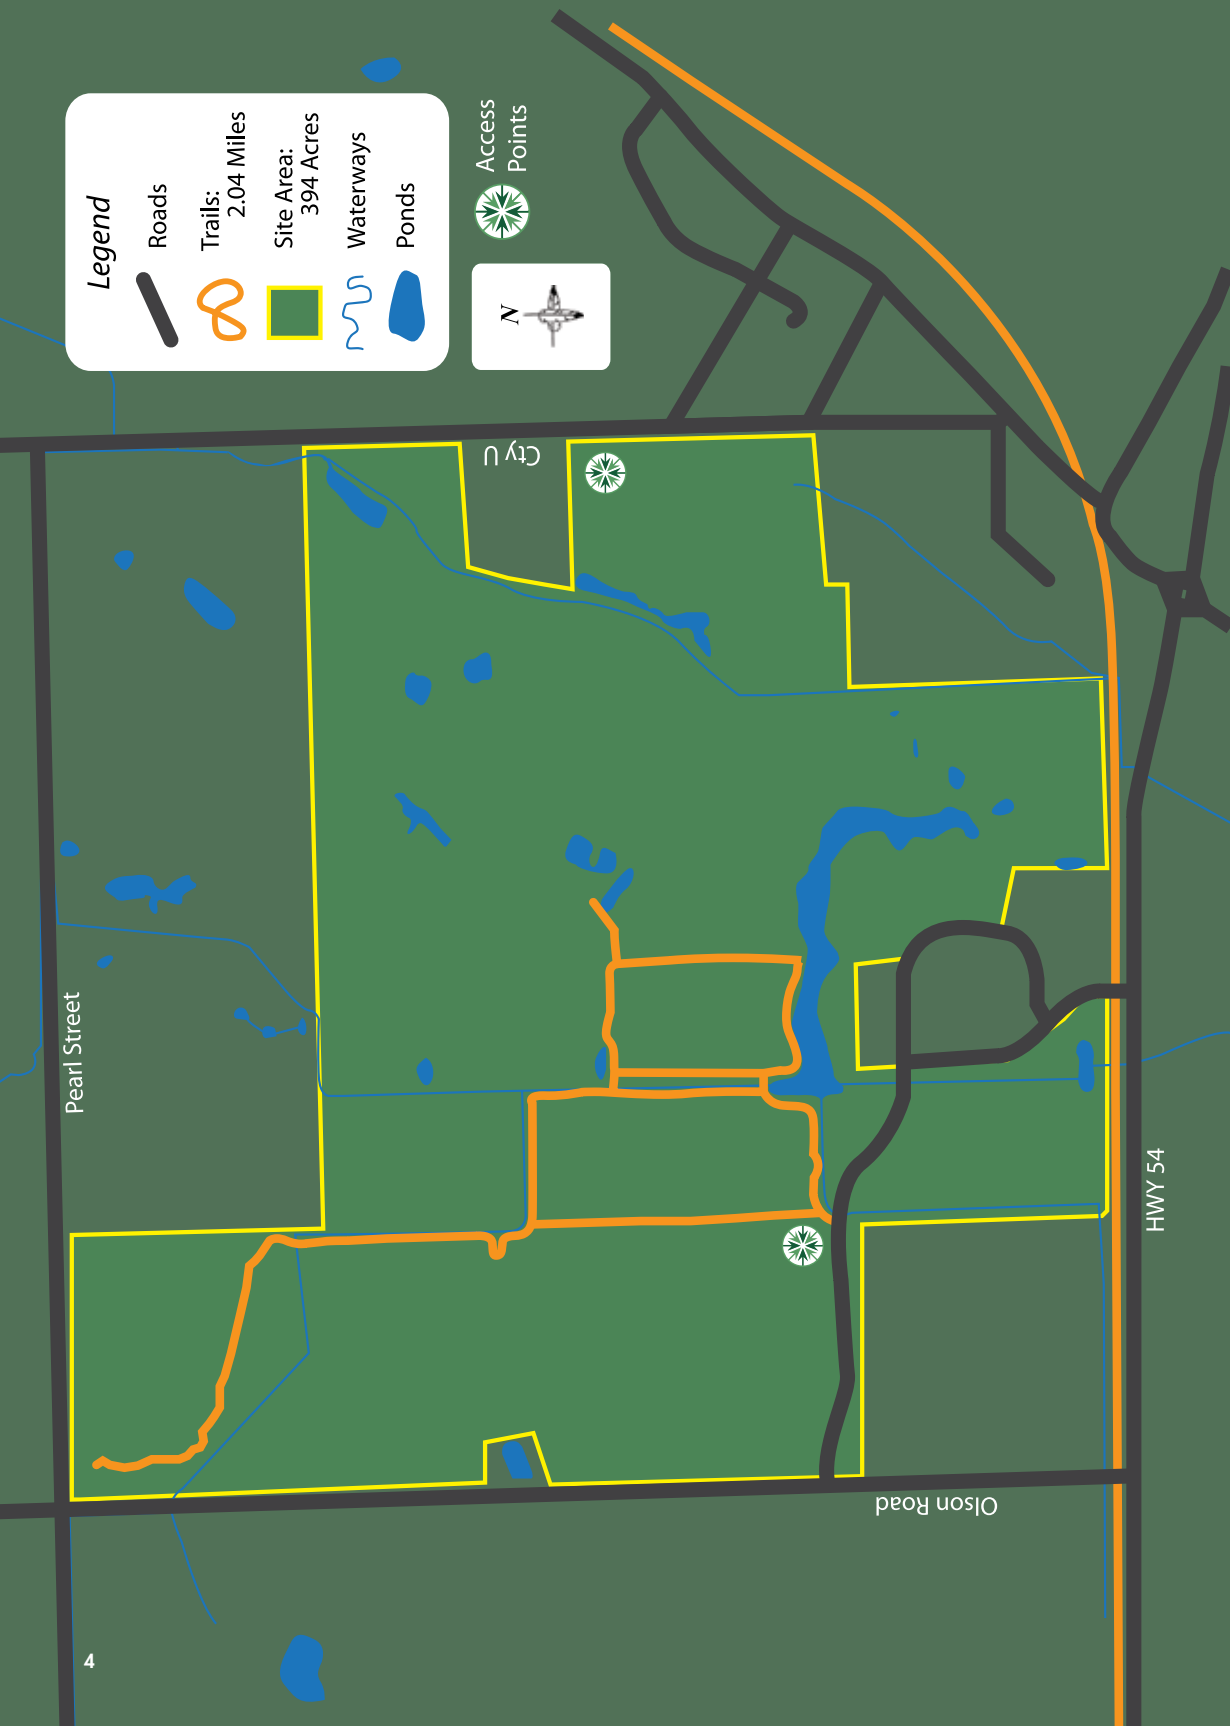 Legend
Roads
Trails:
2.04 Miles
Site Area:
394 Acres
Waterways
Ponds
Access
Points
N
Cty U
Pearl Street
HWY 54
Olson Road
4